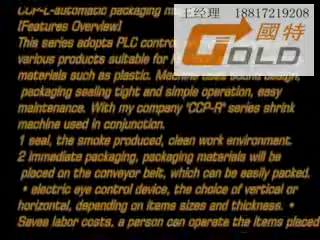 王经理 18817219208
國特
GOLD
CCP-L-automatic packaging m
[Features Overview]
This series adopts PLC contro
various products suitable for
materials such as plastic. Machine uses sound design,
packaging sealing tight and simple operation, easy
maintenance. With my company "CCP-R" series shrink
machine used in conjunction.
1 seal, the smoke produced, clean work environment.
2 immediate packaging, packaging materials will be
placed on the conveyor belt, which can be easily packed.
• electric eye control device, the choice of vertical or
horizontal, depending on items sizes and thickness. •
Saves labor costs, a person can operate the items placed